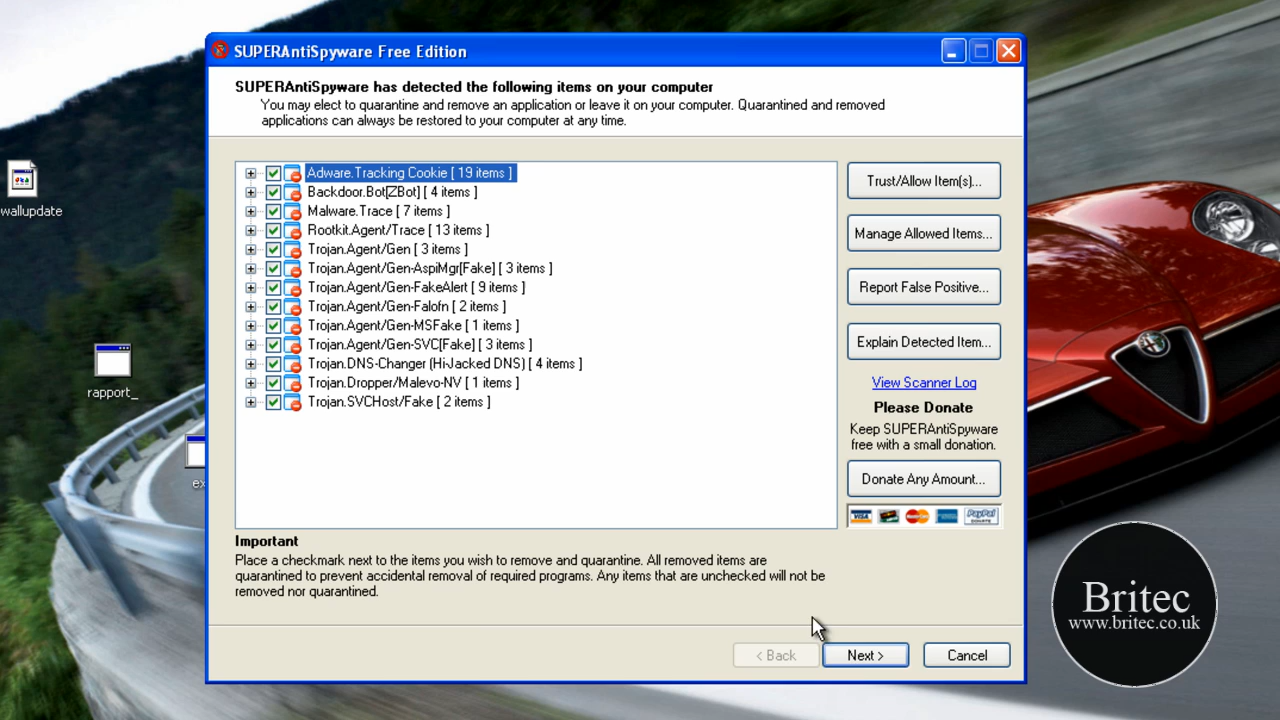 SUPERAntiSpyware Free Edition
SUPERAntiSpyware has detected the following items on your computer
You may elect to quarantine and remove an application or leave it on your computer. Quarantined and removed
applications can always be restored to your computer at any time.
Adware.Tracking Cookie [ 19 items ]
Backdoor.Bot[ZBot] [ 4 items ]
Malware.Trace [ 7 items ]
Rootkit.Agent/Trace [ 13 items ]
Trojan.Agent/Gen [ 3 items ]
Trojan.Agent/Gen-AspiMgr[Fake] [ 3 items ]
Trojan.Agent/Gen-FakeAlert [ 9 items ]
Trojan.Agent/Gen-Falofn [ 2 items ]
Trojan.Agent/Gen-MSFake [ 1 items ]
Trojan.Agent/Gen-SVC[Fake] [ 3 items ]
Trojan.DNS-Changer (HiJacked DNS) [ 4 items ]
Trojan.Dropper/Malevo-NV [ 1 items ]
Trojan.SVCHost/Fake [ 2 items ]
Trust/Allow Item(s)...
Manage Allowed Items...
Report False Positive...
Explain Detected Item...
View Scanner Log
Please Donate
Keep SUPERAntiSpyware
free with a small donation.
Donate Any Amount...
VISA
PayPal
DONATE
Important
Place a checkmark next to the items you wish to remove and quarantine. All removed items are
quarantined to prevent accidental removal of required programs. Any items that are unchecked will not be
removed nor quarantined.
< Back
Next >
Cancel
wallupdate
rapport_
ex
Britec
www.britec.co.uk